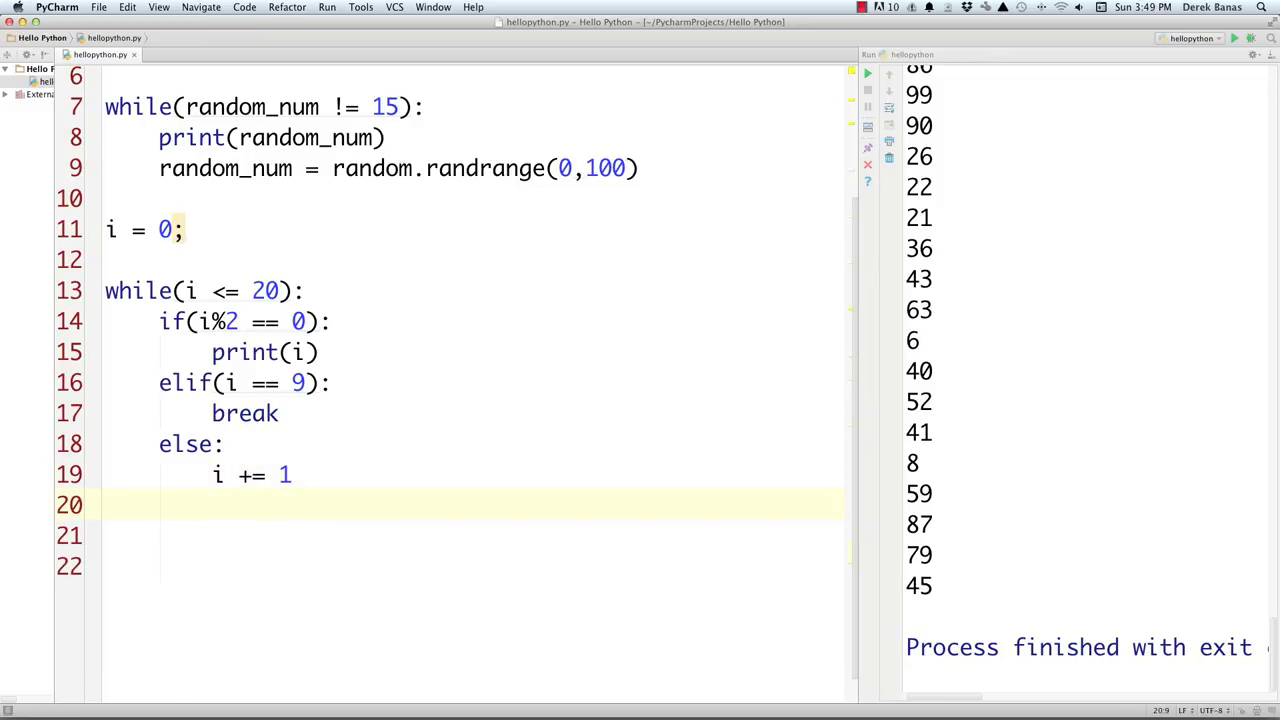 PyCharm File Edit View Navigate Code Refactor Run Tools VCS Window Help 10 Sun 3:49 PM Derek Banas
hellopython.py – Hello Python – [~/PycharmProjects/Hello Python]
Hello Python hellopython.py hellopython
hellopython.py Run hellopython
Hello P
hell
Externa
6
7 while(random_num != 15):
8 print(random_num)
9 random_num = random.randrange(0,100)
10
11 i = 0;
12
13 while(i <= 20):
14 if(i%2 == 0):
15 print(i)
16 elif(i == 9):
17 break
18 else:
19 i += 1
20
21
22
86
99
90
26
22
21
36
43
63
6
40
52
41
8
59
87
79
45
Process finished with exit
20:9 LF UTF-8